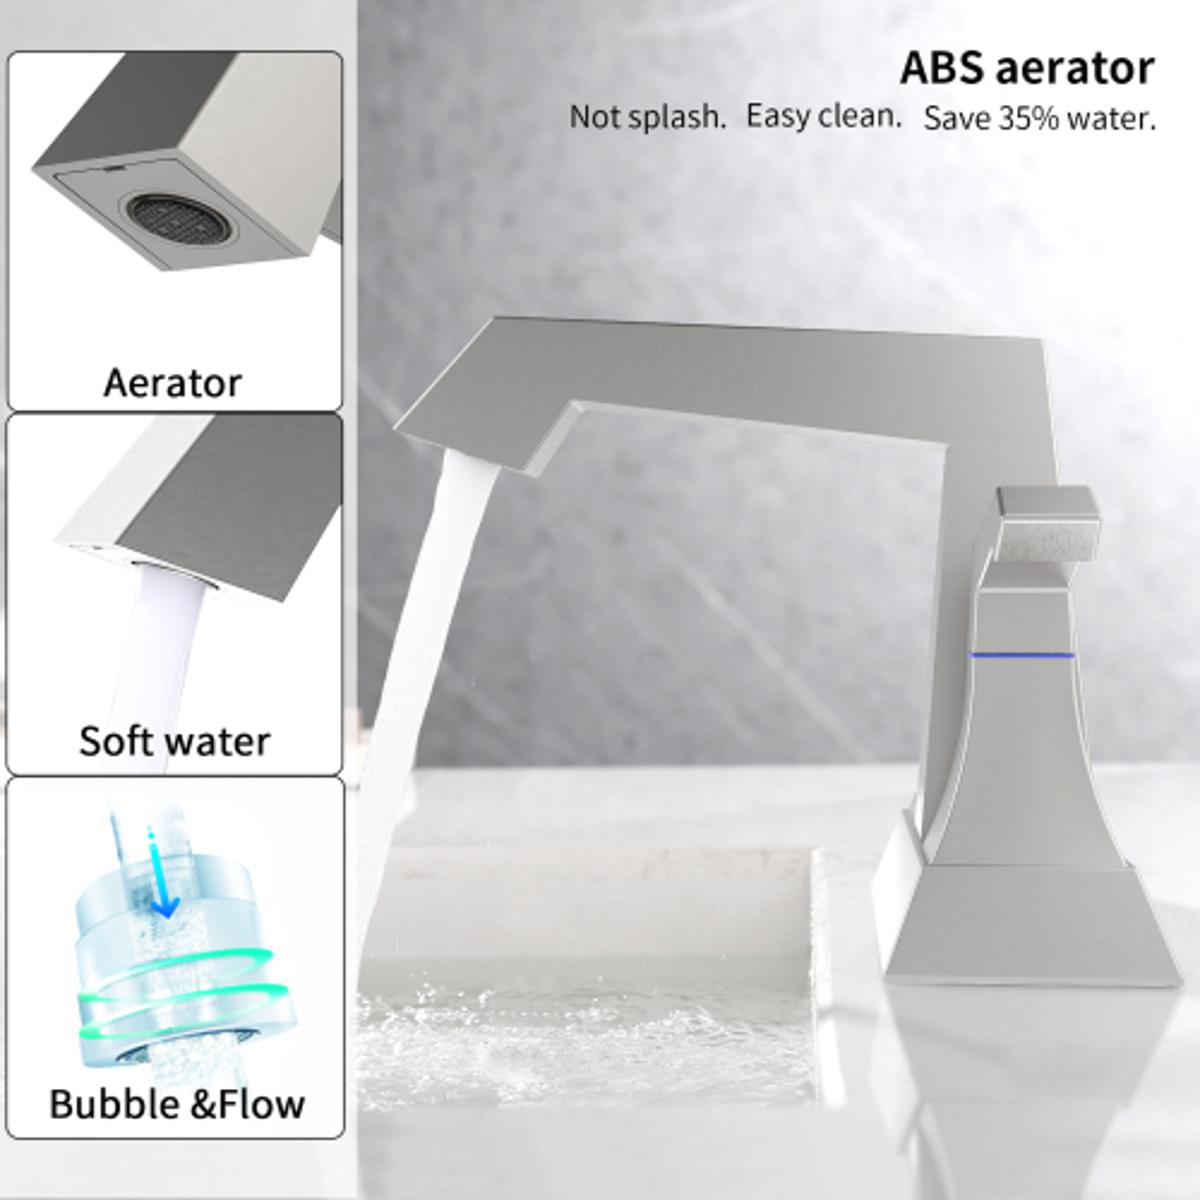 ABS aerator
Not splash. Easy clean. Save 35% water.
Aerator
Soft water
Bubble &Flow